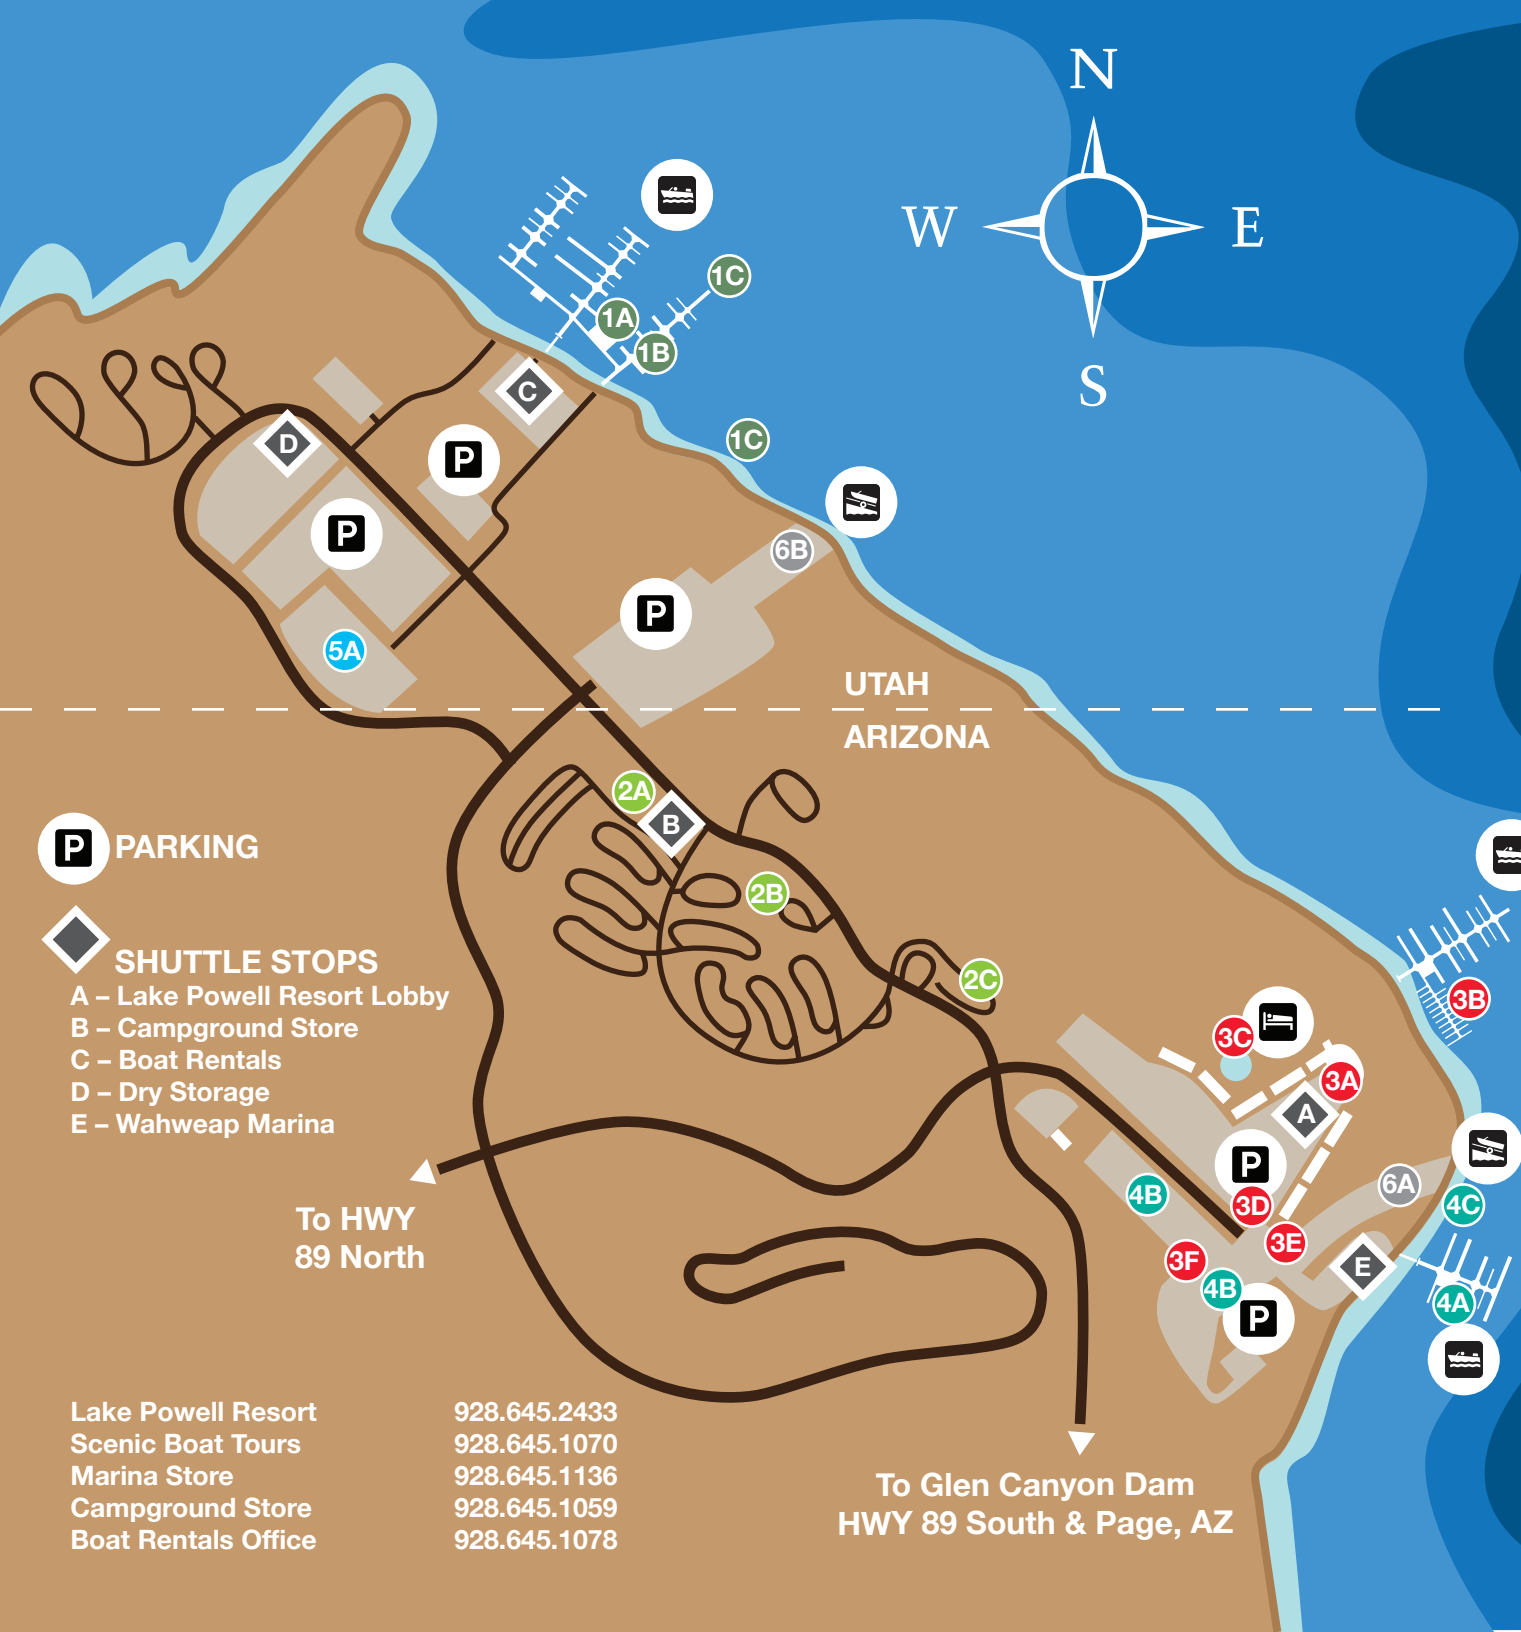 N
W
E
S
1C
1A
1B
C
1C
D
P
P
6B
P
5A
UTAH
ARIZONA
2A
B
2B
2C
P PARKING
SHUTTLE STOPS
A – Lake Powell Resort Lobby
B – Campground Store
C – Boat Rentals
D – Dry Storage
E – Wahweap Marina
3B
3C
3A
A
P
3D
4B
6A
4C
3E
3F
4B
E
4A
P
To HWY
89 North
Lake Powell Resort 928.645.2433
Scenic Boat Tours 928.645.1070
Marina Store 928.645.1136
Campground Store 928.645.1059
Boat Rentals Office 928.645.1078
To Glen Canyon Dam
HWY 89 South & Page, AZ